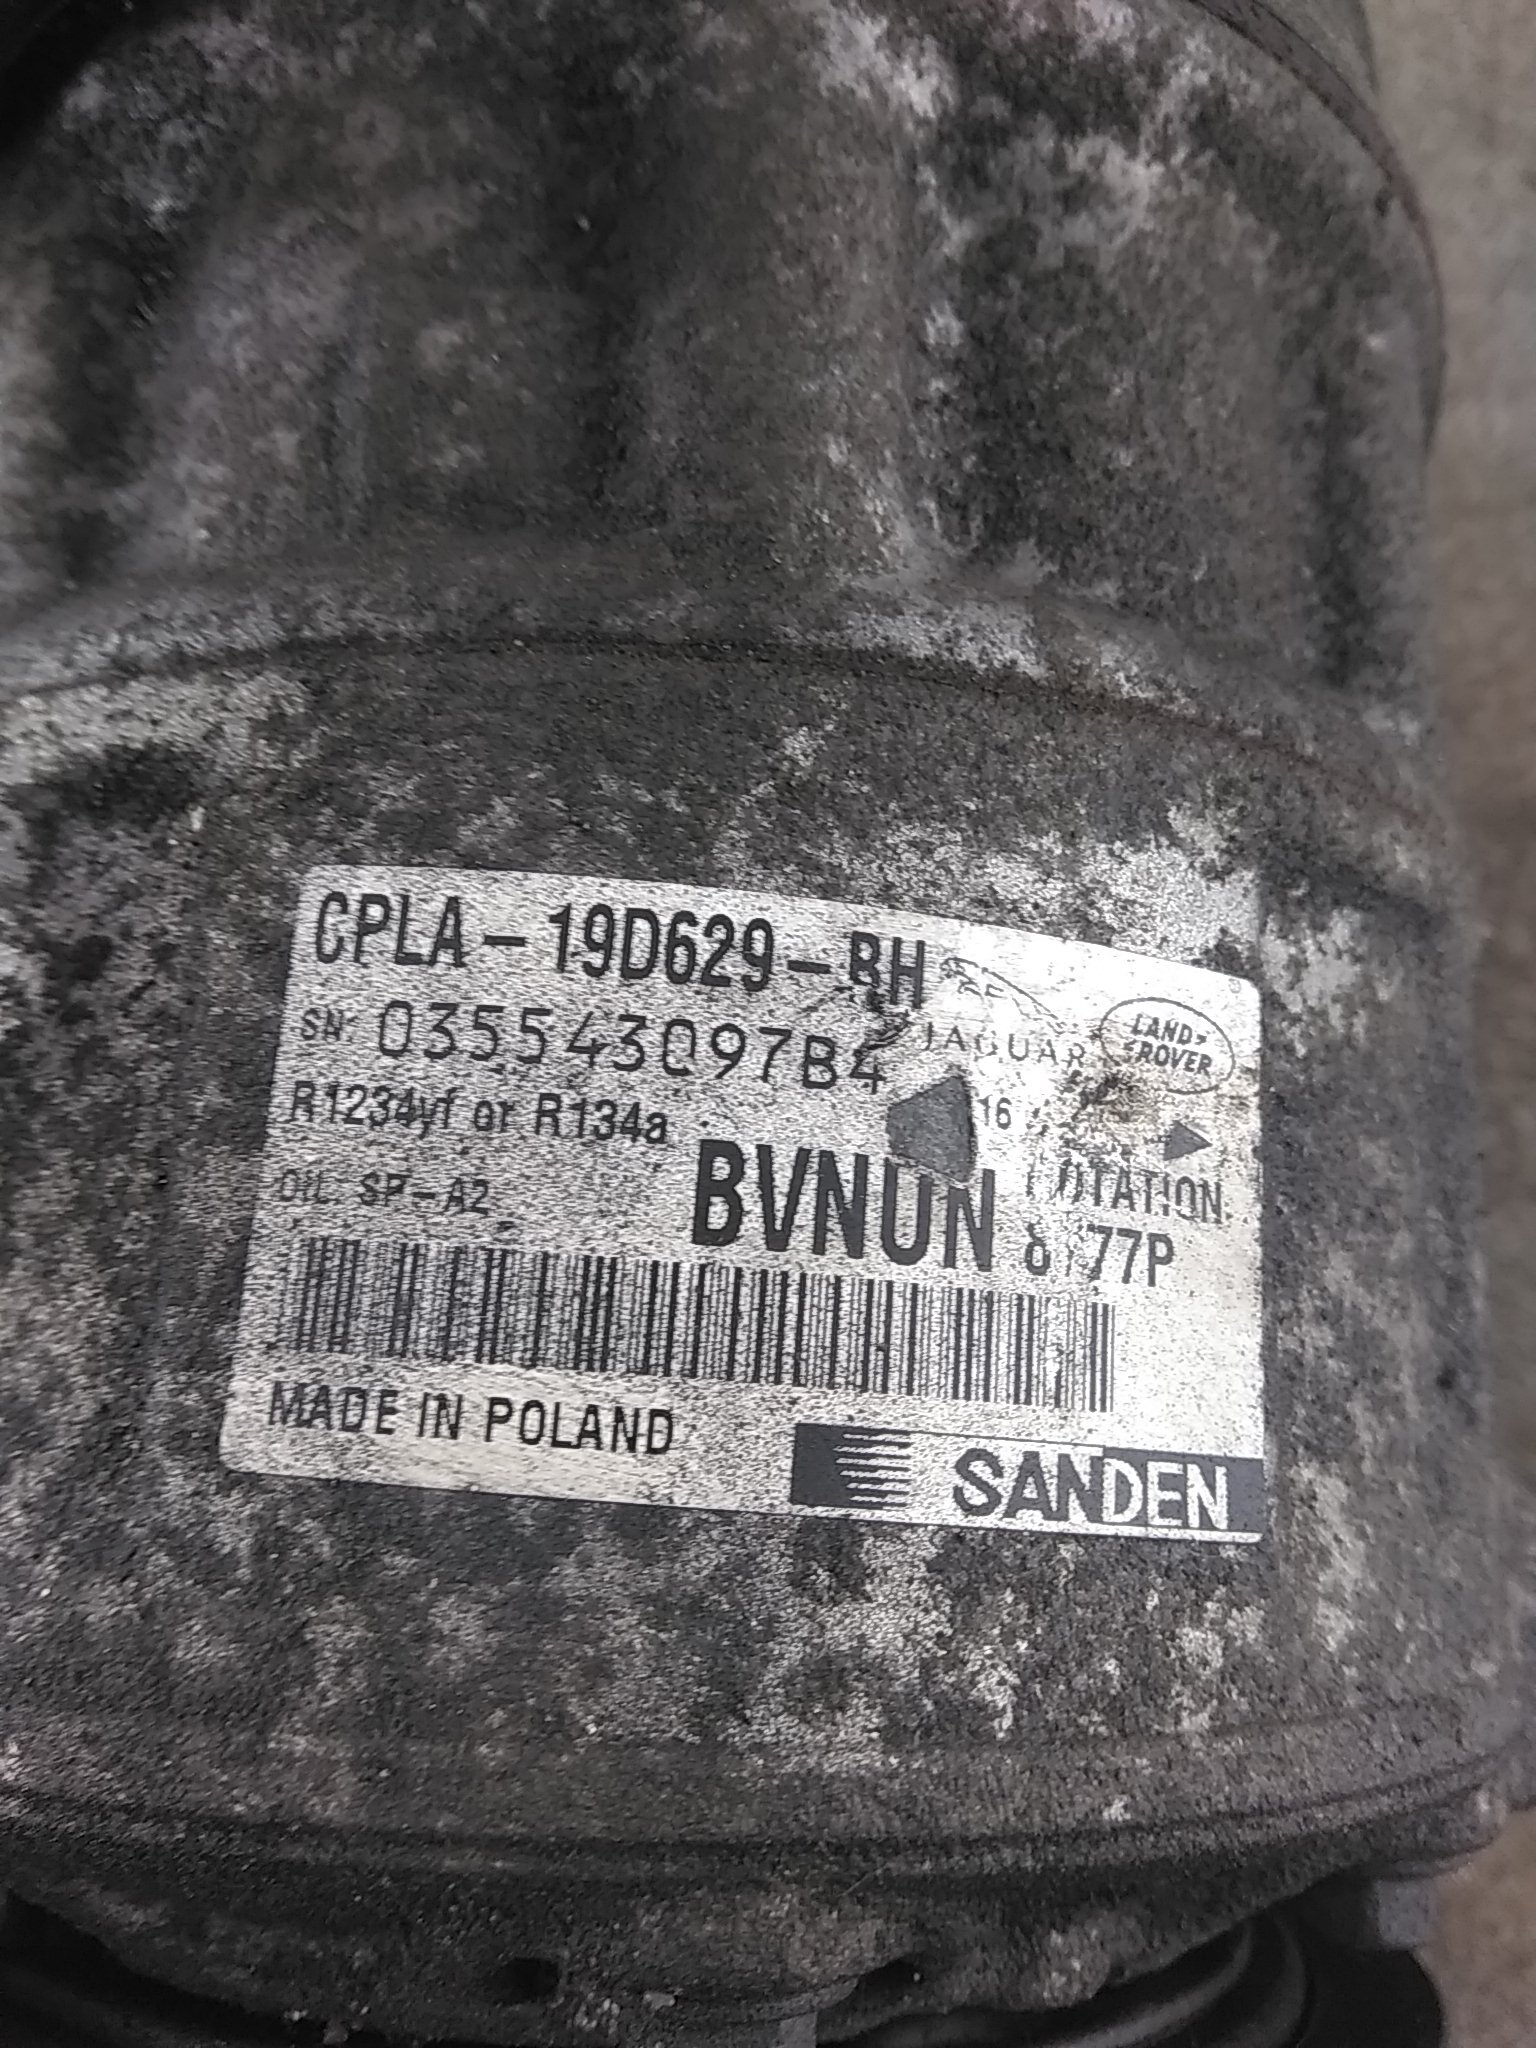 CPLA-19D629-BH
JAGUAR
LAND
ROVER
SN: 035543097B4
R1234yf or R134a
16
OIL: SP-A2
BVNUN
77P
MADE IN POLAND
SANDEN